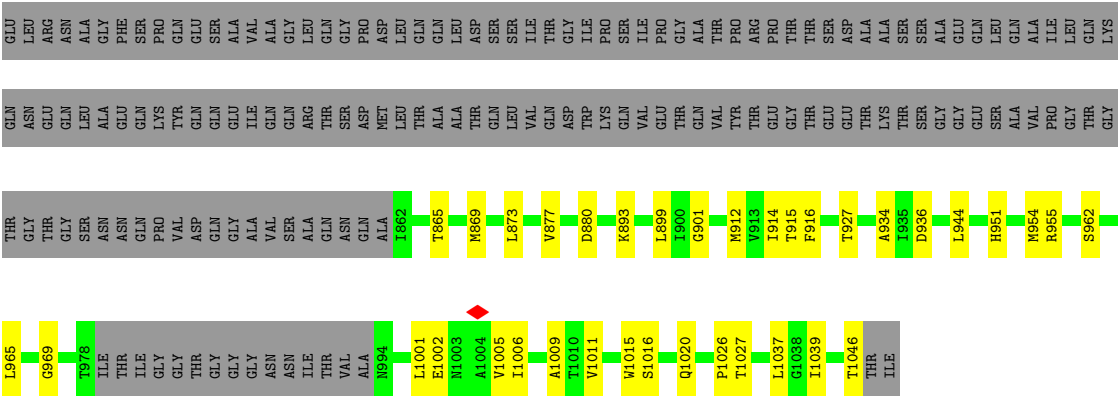 GLU LEU ARG ASN ALA GLY PHE SER PRO GLN GLU SER ALA VAL ALA GLY LEU GLN GLY PRO ASP LEU GLN GLN LEU ASP SER SER ILE THR GLY ILE PRO SER ILE PRO GLY ALA THR PRO ARG PRO THR THR SER ASP ALA ALA SER SER ALA GLU GLN LEU GLN ALA ILE LEU GLN LYS
GLN ASN GLU GLN LEU ALA GLU GLN LYS TYR GLN GLN GLU ILE GLN GLN ARG THR SER ASP MET LEU THR ALA ALA THR GLN LEU VAL GLN ASP TRP LYS GLN VAL GLU THR GLN VAL TYR THR GLY THR GLU GLU THR LYS THR SER GLY GLY GLU SER ALA VAL PRO GLY THR GLY
THR GLY THR GLY SER ASN ASN GLN PRO VAL ASP GLN GLY ALA VAL SER ALA GLN ASN GLN ALA I862 T865 M869 L873 V877 D880 K893 L899 I900 G901 M912 V913 I914 T915 F916 T927 A934 I935 D936 L944 H951 M954 R955 S962
L965 G969 T978 ILE THR ILE GLY GLY THR GLY GLY GLY ASN ASN ILE THR VAL ALA N994 L1001 E1002 N1003 A1004 V1005 I1006 A1009 T1010 V1011 W1015 S1016 Q1020 P1026 T1027 L1037 G1038 I1039 T1046 THR ILE